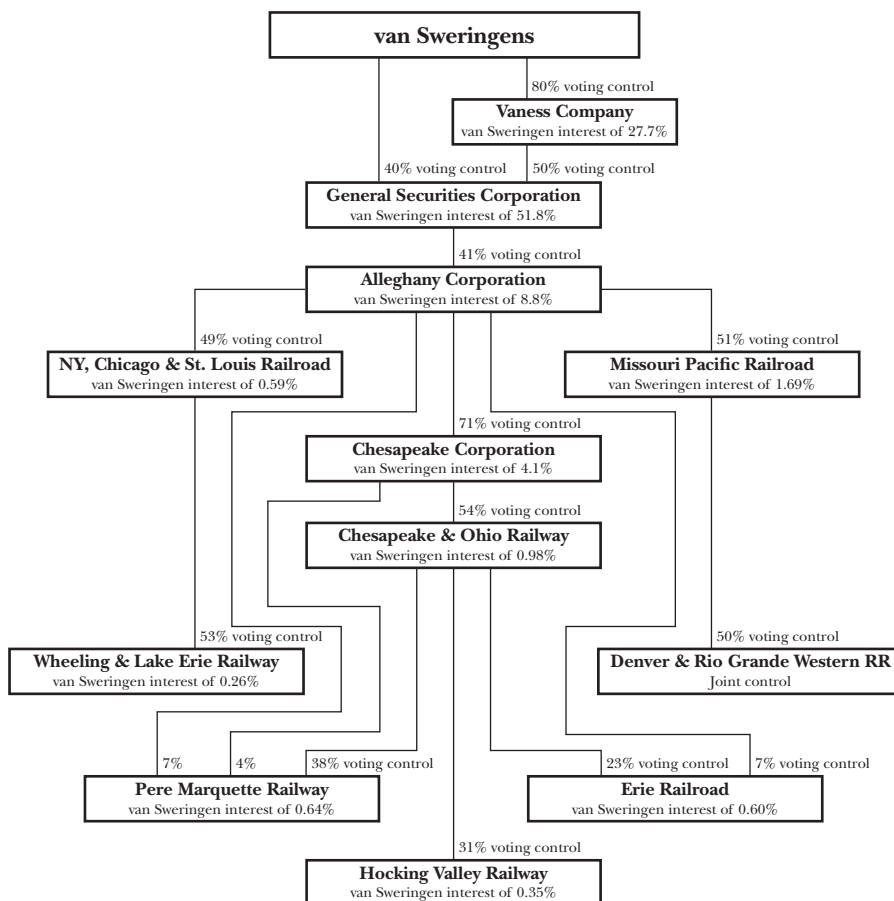 van Sweringens
80% voting control
Vaness Company
van Sweringen interest of 27.7%
40% voting control
50% voting control
General Securities Corporation
van Sweringen interest of 51.8%
41% voting control
Alleghany Corporation
van Sweringen interest of 8.8%
49% voting control
51% voting control
NY, Chicago & St. Louis Railroad
van Sweringen interest of 0.59%
Missouri Pacific Railroad
van Sweringen interest of 1.69%
71% voting control
Chesapeake Corporation
van Sweringen interest of 4.1%
54% voting control
Chesapeake & Ohio Railway
van Sweringen interest of 0.98%
53% voting control
50% voting control
Wheeling & Lake Erie Railway
van Sweringen interest of 0.26%
Denver & Rio Grande Western RR
Joint control
7%
4%
38% voting control
23% voting control
7% voting control
Pere Marquette Railway
van Sweringen interest of 0.64%
Erie Railroad
van Sweringen interest of 0.60%
31% voting control
Hocking Valley Railway
van Sweringen interest of 0.35%